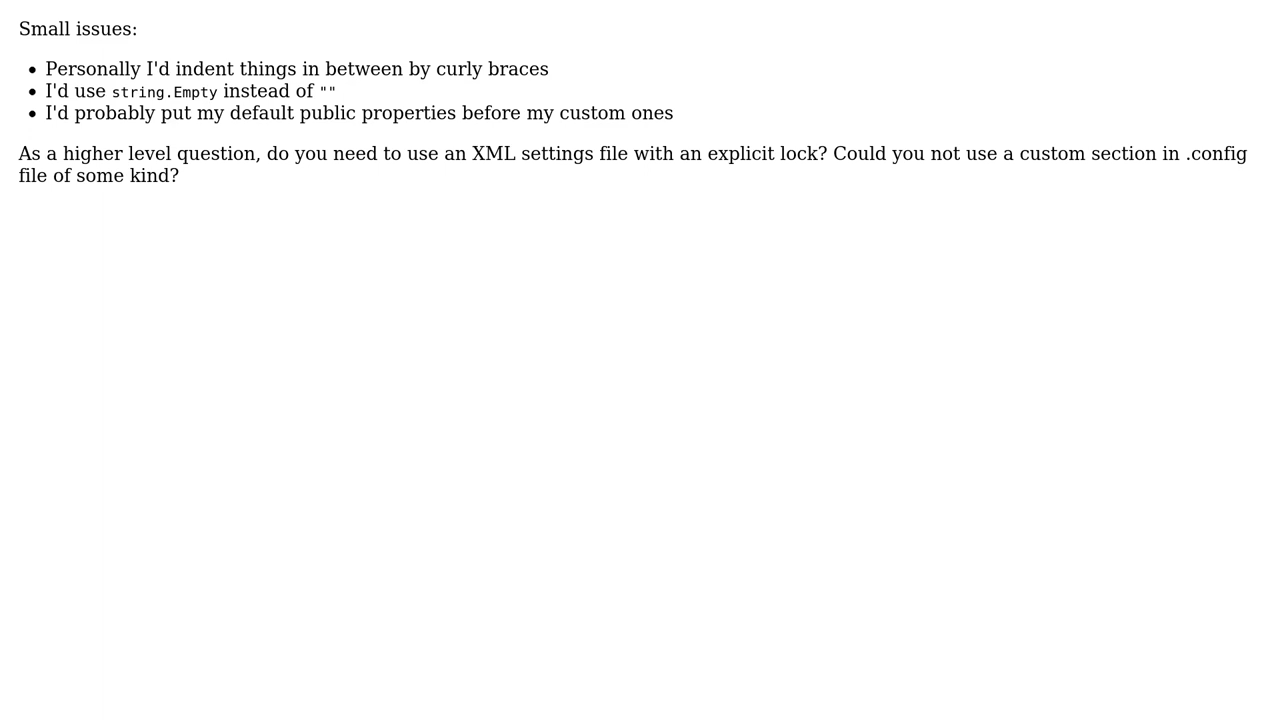 Small issues:
• Personally I'd indent things in between by curly braces
• I'd use string.Empty instead of ""
• I'd probably put my default public properties before my custom ones
As a higher level question, do you need to use an XML settings file with an explicit lock? Could you not use a custom section in .config
file of some kind?